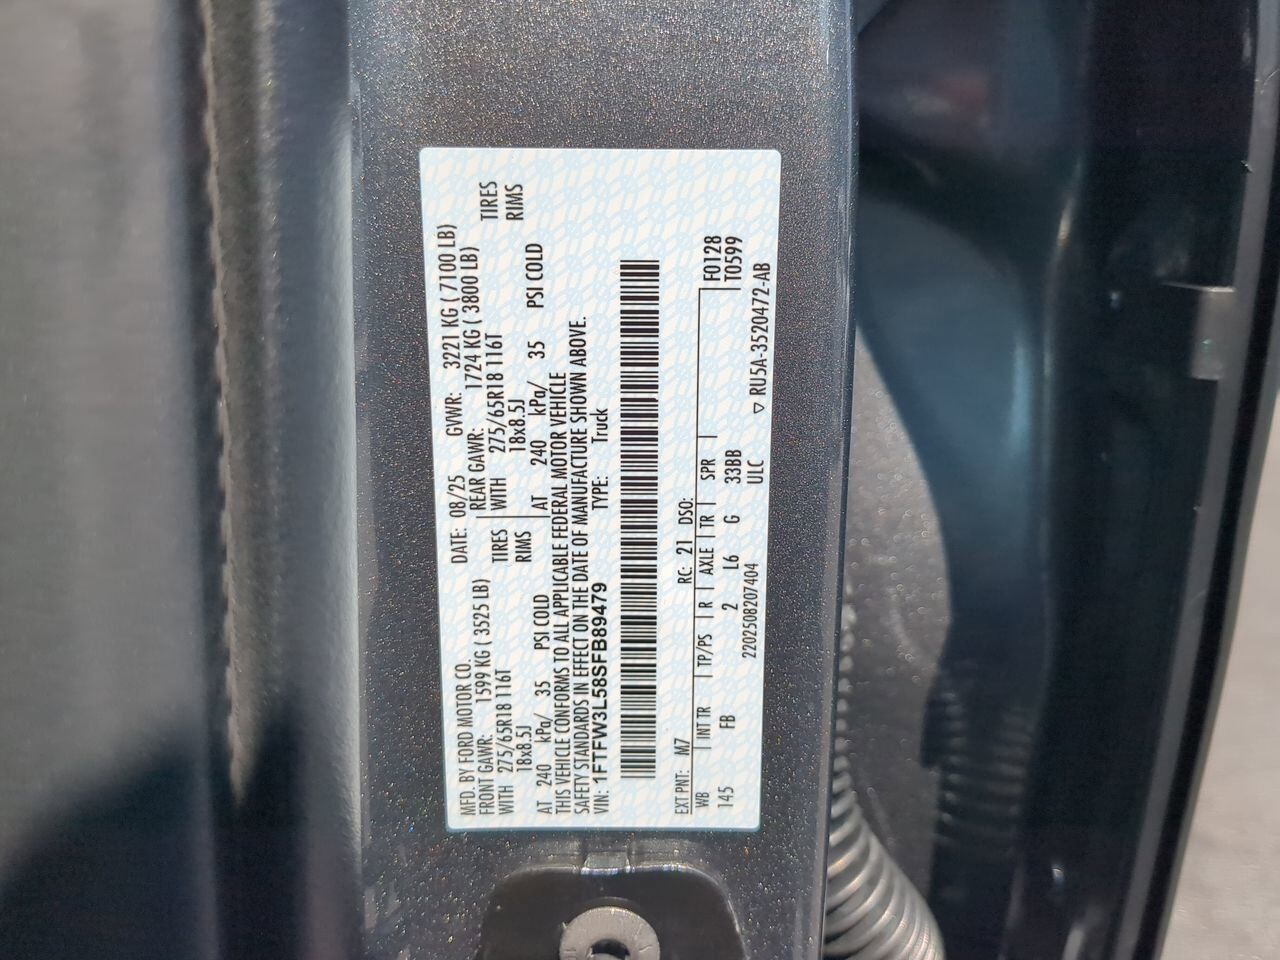 MFD. BY FORD MOTOR CO. DATE: 08/25 GVWR: 3221 KG ( 7100 LB)
FRONT GAWR: 1599 KG ( 3525 LB) REAR GAWR: 1724 KG ( 3800 LB)
WITH 275/65R18 116T TIRES WITH 275/65R18 116T TIRES
18x8.5J RIMS 18x8.5J RIMS
AT 240 kPa/ 35 PSI COLD AT 240 kPa/ 35 PSI COLD
THIS VEHICLE CONFORMS TO ALL APPLICABLE FEDERAL MOTOR VEHICLE
SAFETY STANDARDS IN EFFECT ON THE DATE OF MANUFACTURE SHOWN ABOVE.
VIN: 1FTFW3L58SFB89479 TYPE: Truck
EXT PNT: M7 RC: 21 DSO:
WB INT TR TP/PS R AXLE TR SPR F0128
145 FB 2 L6 G 33BB T0599
2202508207404 ULC ▽ RU5A-3520472-AB